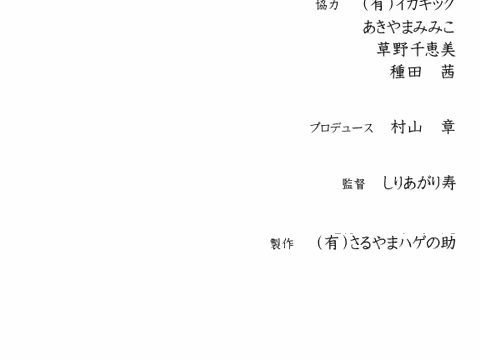 協力 (有)イガキック
あきやまみみこ
草野千恵美
種田 茜
プロデュース 村山 章
監督 しりあがり寿
製作 (有)さるやまハゲの助